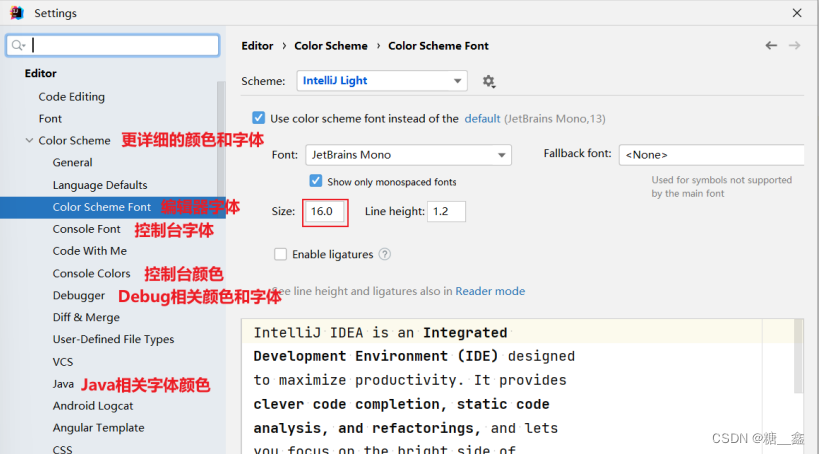 Settings
Editor
Code Editing
Font
Color Scheme 更详细的颜色和字体
General
Language Defaults
Color Scheme Font 编辑器字体
Console Font 控制台字体
Code With Me
Console Colors 控制台颜色
Debugger Debug相关颜色和字体
Diff & Merge
User-Defined File Types
VCS
Java Java相关字体颜色
Android Logcat
Angular Template
CSS
Editor › Color Scheme › Color Scheme Font
Scheme: IntelliJ Light
Use color scheme font instead of the default (JetBrains Mono,13)
Font: JetBrains Mono Fallback font: <None>
Show only monospaced fonts
Used for symbols not supported
by the main font
Size: 16.0 Line height: 1.2
Enable ligatures ?
See line height and ligatures also in Reader mode
IntelliJ IDEA is an Integrated
Development Environment (IDE) designed
to maximize productivity. It provides
clever code completion, static code
analysis, and refactorings, and lets
you focus on the bright side of
CSDN @糖__鑫